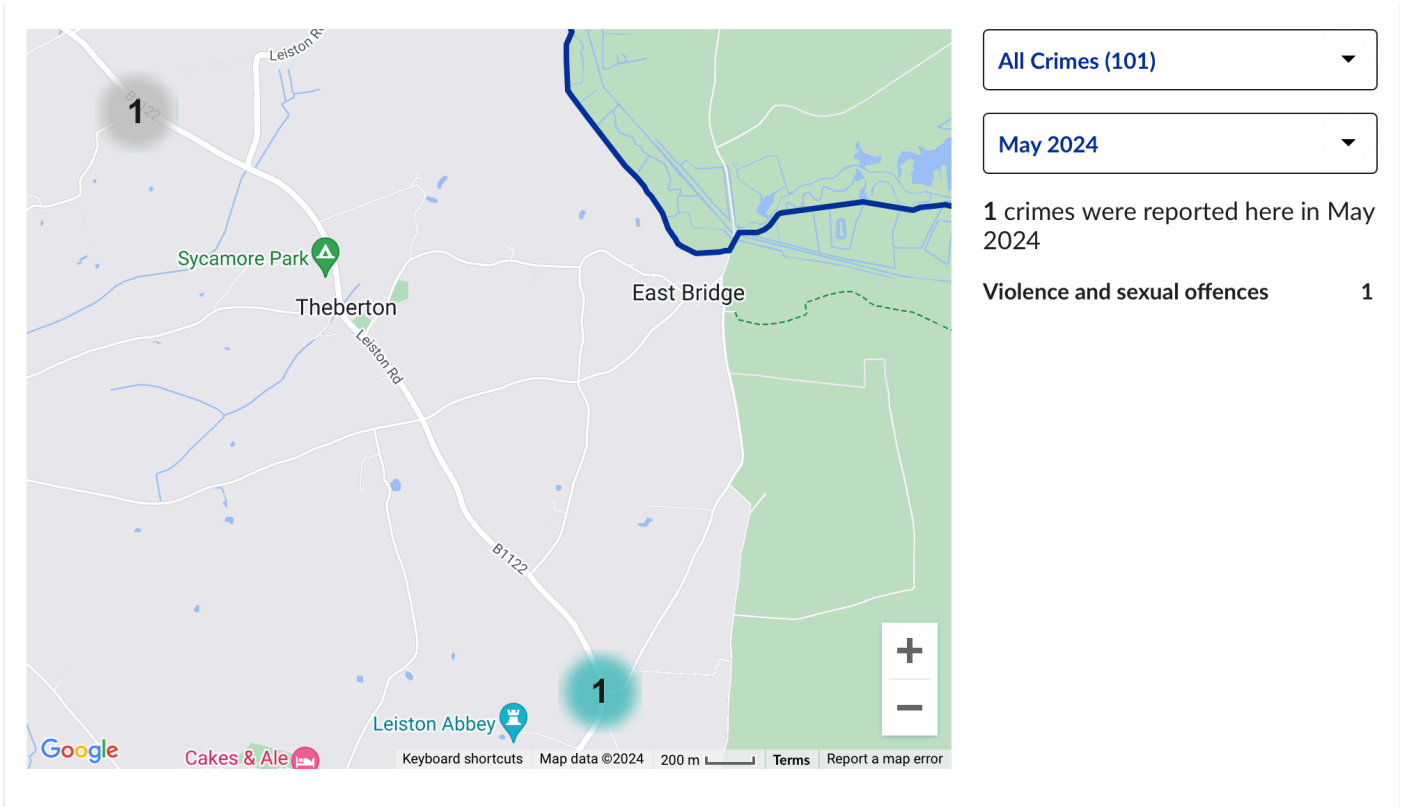 Leiston Rd
1
B1122
Sycamore Park
Theberton
East Bridge
Leiston Rd
B1122
1
Leiston Abbey
Cakes & Ale
Google
Keyboard shortcuts
Map data ©2024
200 m
Terms
Report a map error
All Crimes (101)
May 2024
1 crimes were reported here in May
2024
Violence and sexual offences 1